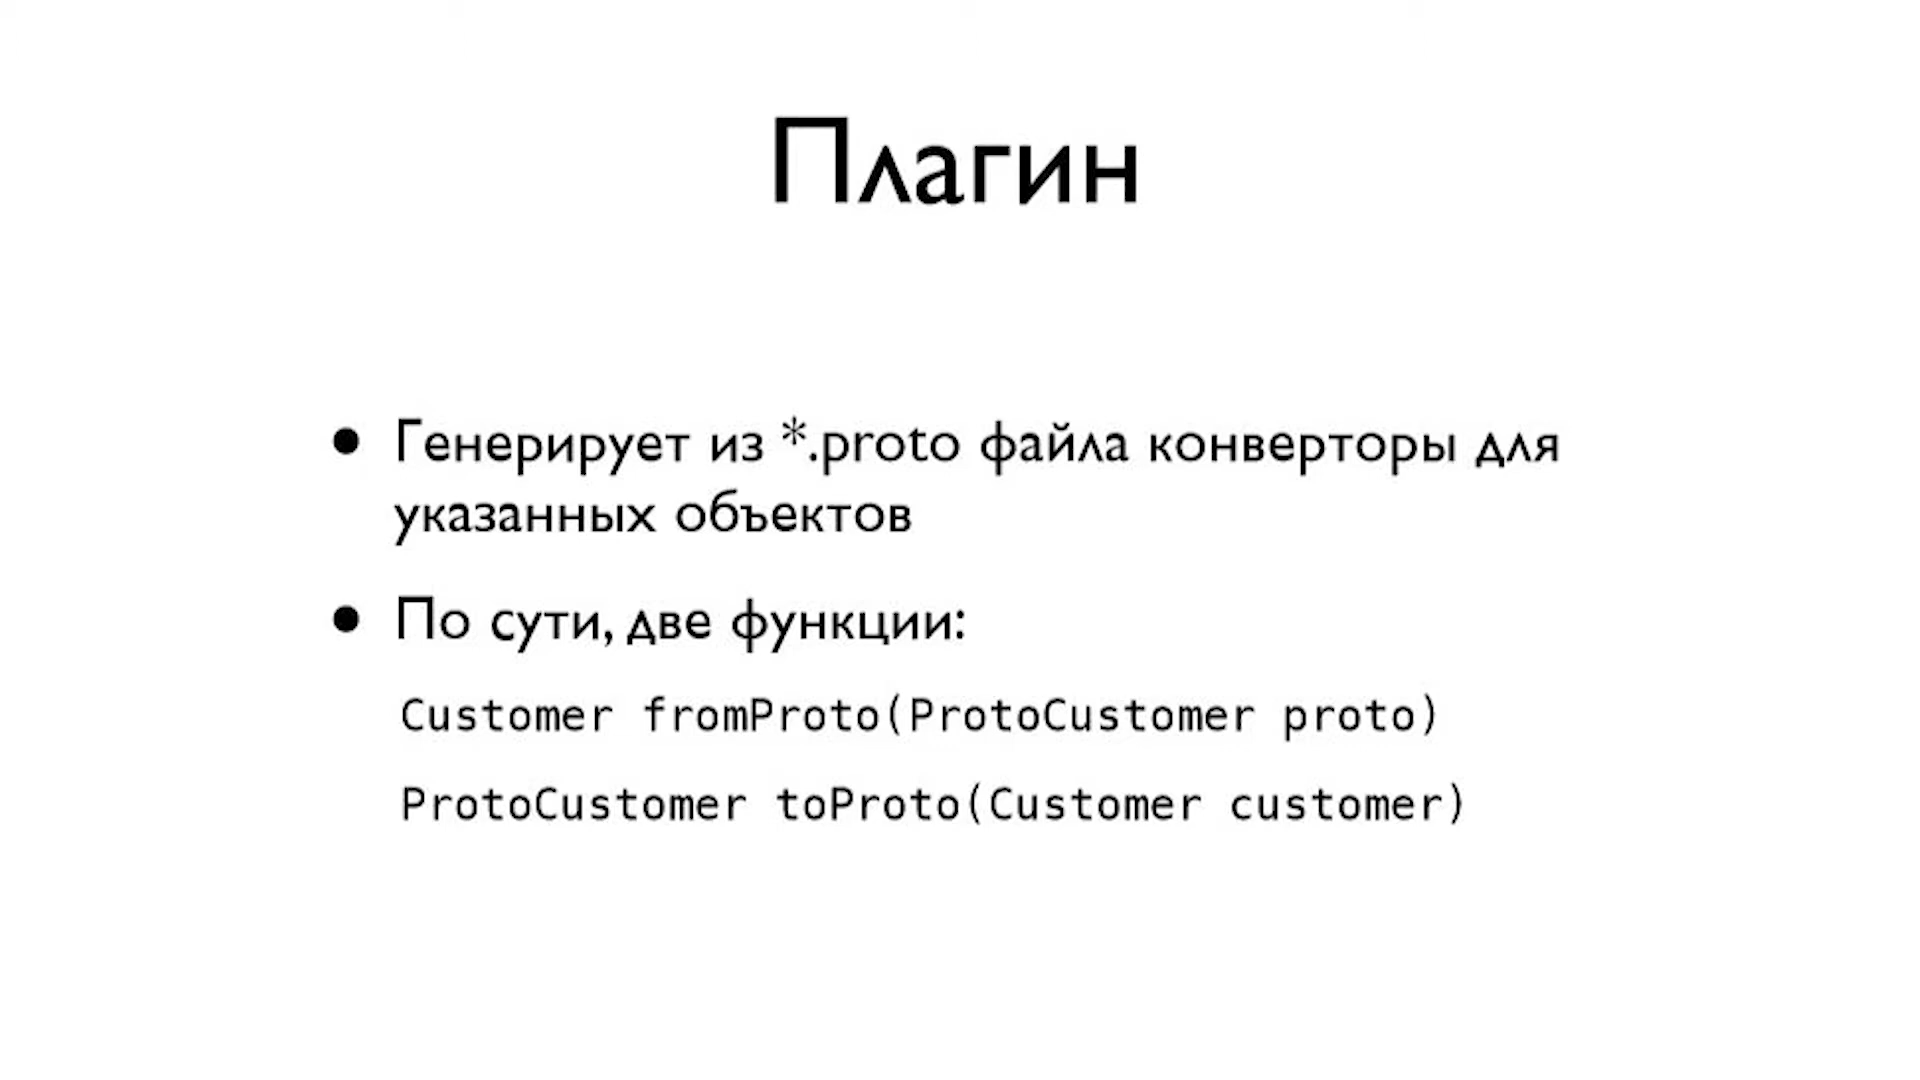 Плагин
• Генерирует из *.proto файла конверторы для
указанных объектов
• По сути, две функции:
Customer fromProto(ProtoCustomer proto)
ProtoCustomer toProto(Customer customer)